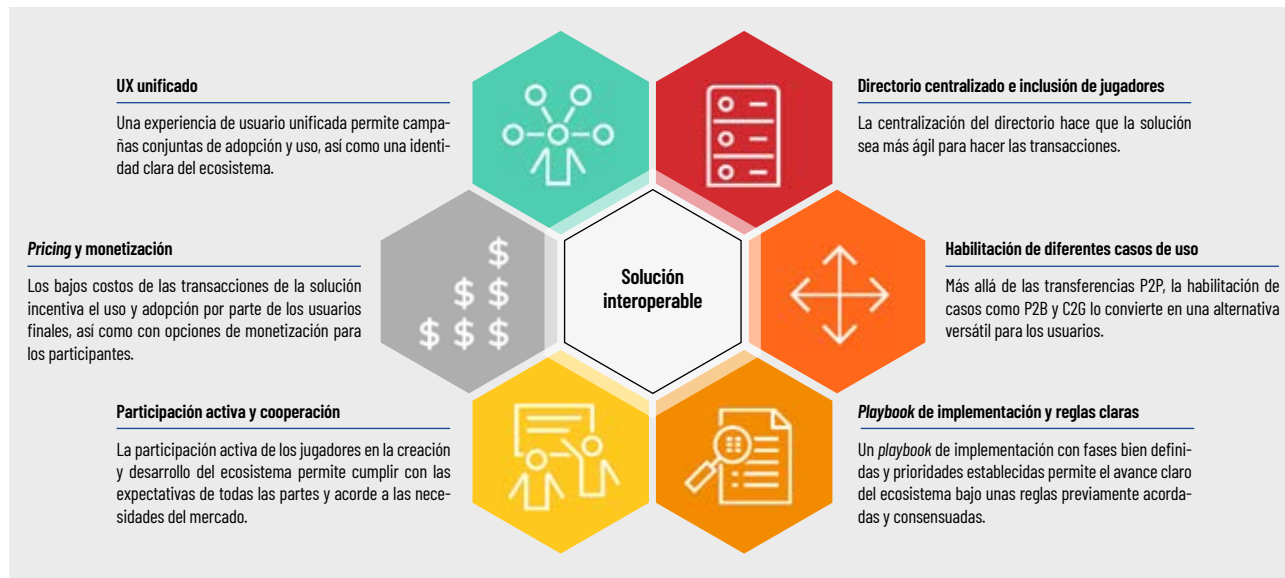 UX unificado
Una experiencia de usuario unificada permite campa-
ñas conjuntas de adopción y uso, así como una identi-
dad clara del ecosistema.
Directorio centralizado e inclusión de jugadores
La centralización del directorio hace que la solución
sea más ágil para hacer las transacciones.
Pricing y monetización
Los bajos costos de las transacciones de la solución
incentiva el uso y adopción por parte de los usuarios
finales, así como con opciones de monetización para
los participantes.
$
$ $
$ $ $
Solución
interoperable
Habilitación de diferentes casos de uso
Más allá de las transferencias P2P, la habilitación de
casos como P2B y C2G lo convierte en una alternativa
versátil para los usuarios.
Participación activa y cooperación
La participación activa de los jugadores en la creación
y desarrollo del ecosistema permite cumplir con las
expectativas de todas las partes y acorde a las nece-
sidades del mercado.
Playbook de implementación y reglas claras
Un playbook de implementación con fases bien defini-
das y prioridades establecidas permite el avance claro
del ecosistema bajo unas reglas previamente acorda-
das y consensuadas.